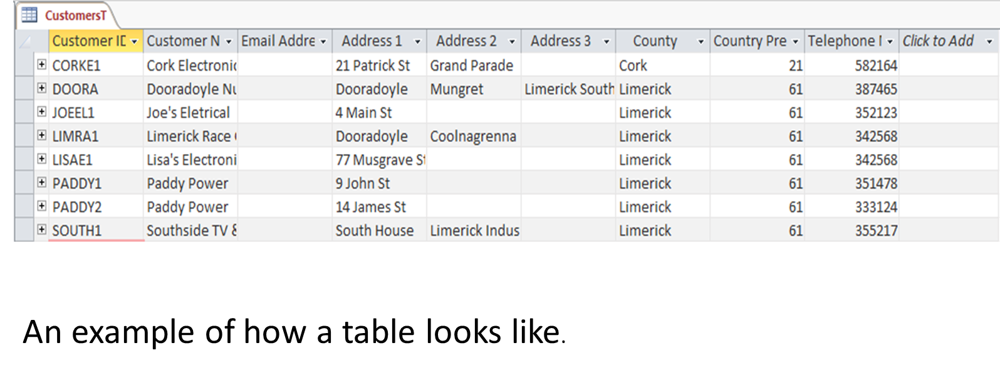 CustomersT
Customer ID Customer N Email Addre Address 1 Address 2 Address 3 County Country Pre Telephone Click to Add
CORKE1 Cork Electronic 21 Patrick St Grand Parade Cork 21 582164
DOORA Dooradoyle Nu Dooradoyle Mungret Limerick South Limerick 61 387465
JOEEL1 Joe's Eletrical 4 Main St Limerick 61 352123
LIMRA1 Limerick Race Dooradoyle Coolnagrenna Limerick 61 342568
LISAE1 Lisa's Electroni 77 Musgrave St Limerick 61 342568
PADDY1 Paddy Power 9 John St Limerick 61 351478
PADDY2 Paddy Power 14 James St Limerick 61 333124
SOUTH1 Southside TV & South House Limerick Indus Limerick 61 355217
An example of how a table looks like.